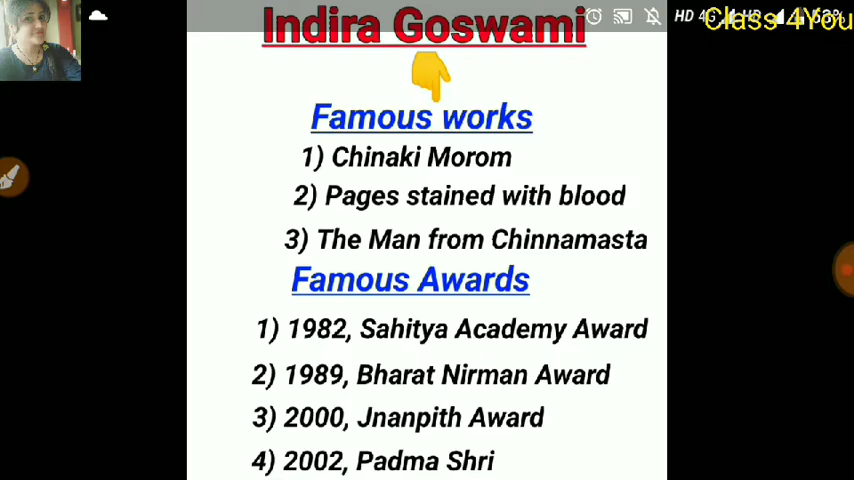 Indira Goswami
HD 4G
Class 4You
Famous works
1) Chinaki Morom
2) Pages stained with blood
3) The Man from Chinnamasta
Famous Awards
1) 1982, Sahitya Academy Award
2) 1989, Bharat Nirman Award
3) 2000, Jnanpith Award
4) 2002, Padma Shri